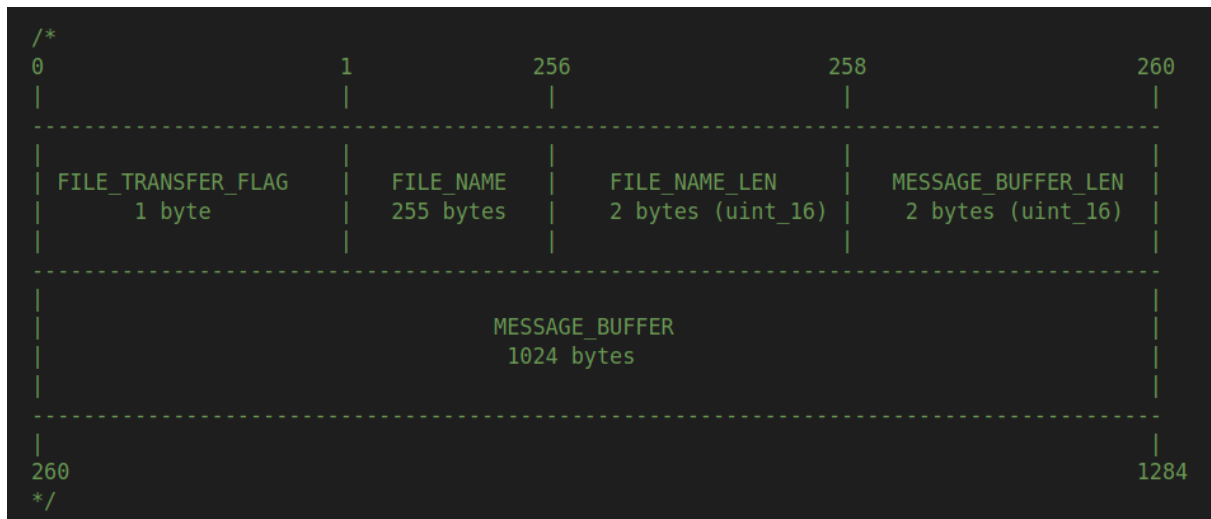 /*
0 1 256 258 260
| | | | |
----------------------------------------------------------------------------------------
| | | | |
| FILE_TRANSFER_FLAG | FILE_NAME | FILE_NAME_LEN | MESSAGE_BUFFER_LEN |
| 1 byte | 255 bytes | 2 bytes (uint_16) | 2 bytes (uint_16) |
| | | | |
----------------------------------------------------------------------------------------
| |
| MESSAGE_BUFFER |
| 1024 bytes |
| |
----------------------------------------------------------------------------------------
| |
260 1284
*/